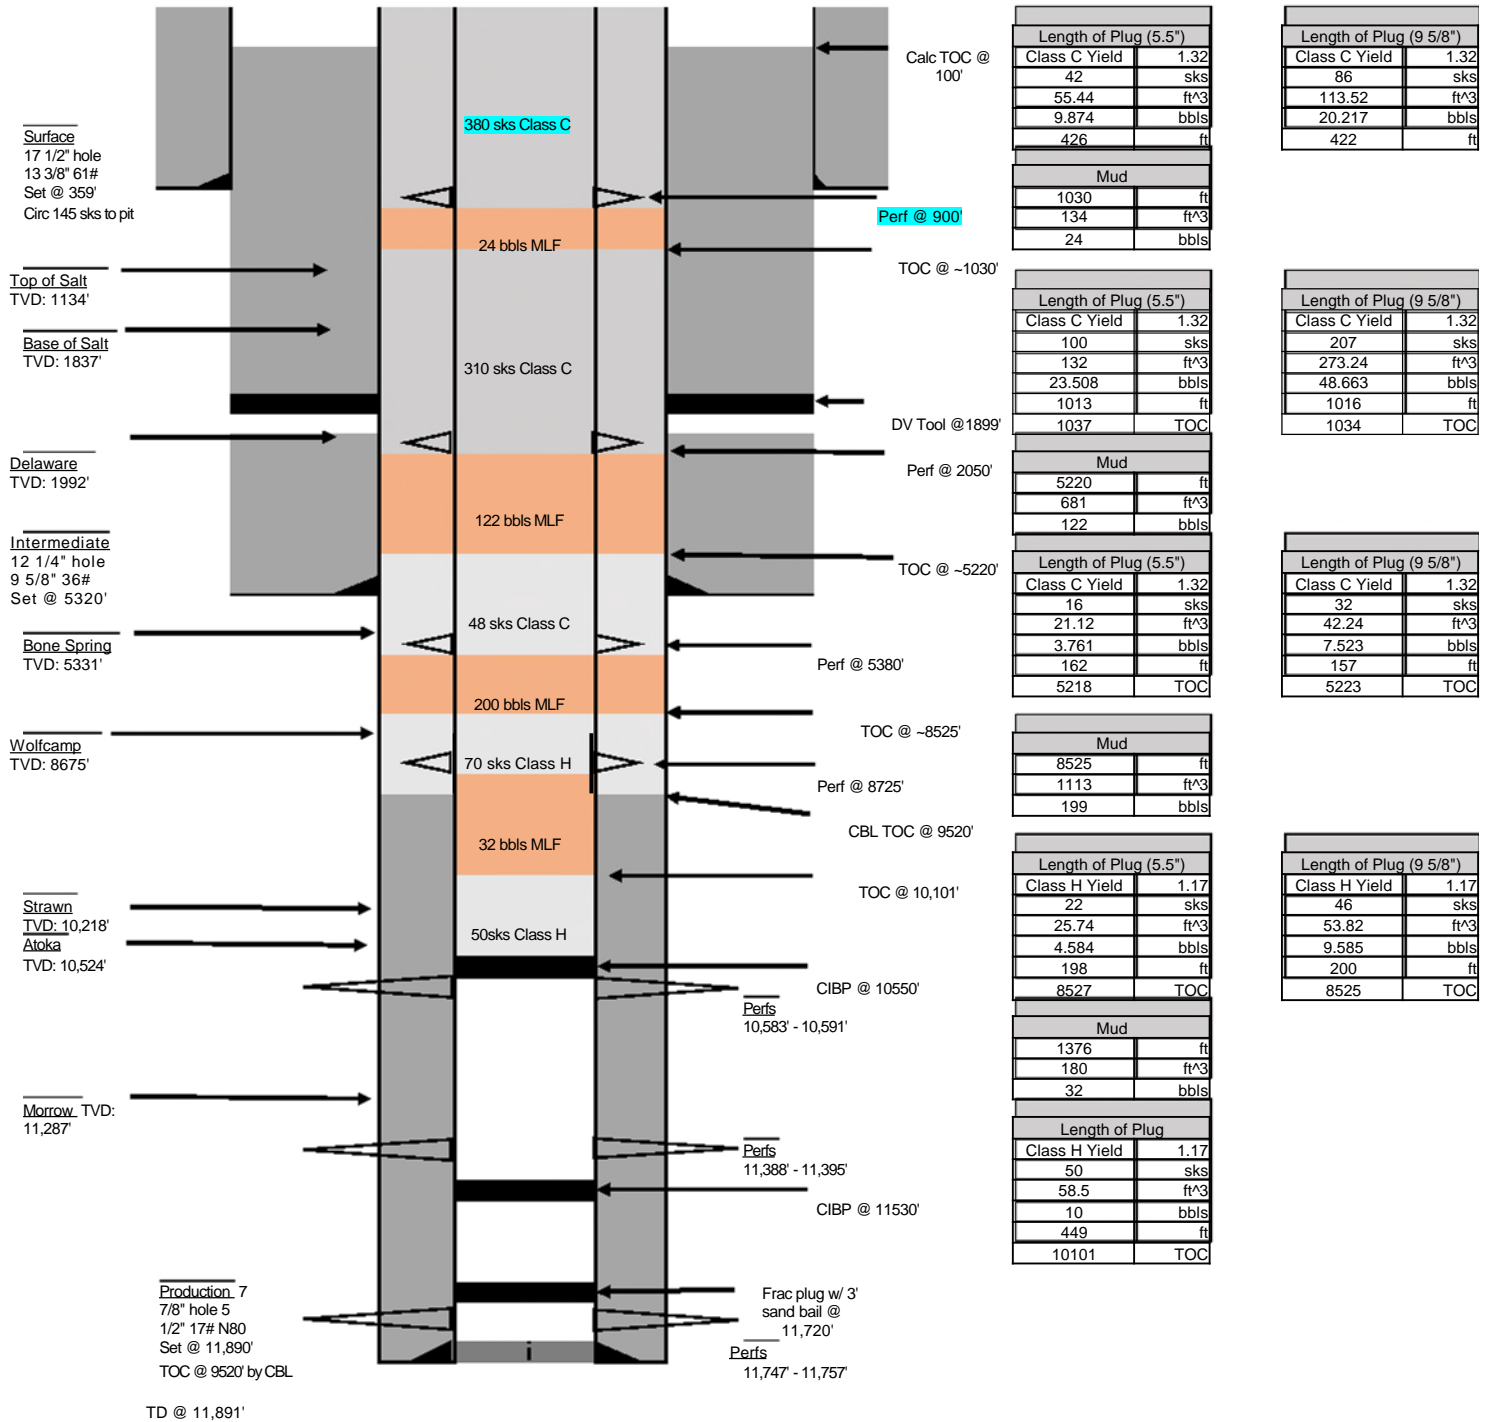 Surface
17 1/2" hole
13 3/8" 61#
Set @ 359'
Circ 145 sks to pit
Top of Salt
TVD: 1134'
Base of Salt
TVD: 1837'
Delaware
TVD: 1992'
Intermediate
12 1/4" hole
9 5/8" 36#
Set @ 5320'
Bone Spring
TVD: 5331'
Wolfcamp
TVD: 8675'
Strawn
TVD: 10,218'
Atoka
TVD: 10,524'
Morrow TVD:
11,287'
Production 7
7/8" hole 5
1/2" 17# N80
Set @ 11,890'
TOC @ 9520' by CBL
TD @ 11,891'
380 sks Class C
24 bbls MLF
310 sks Class C
122 bbls MLF
48 sks Class C
200 bbls MLF
70 sks Class H
32 bbls MLF
50sks Class H
Calc TOC @
100'
Perf @ 900'
TOC @ ~1030'
DV Tool @1899'
Perf @ 2050'
TOC @ ~5220'
Perf @ 5380'
TOC @ ~8525'
Perf @ 8725'
CBL TOC @ 9520'
TOC @ 10,101'
CIBP @ 10550'
Perfs
10,583' - 10,591'
Perfs
11,388' - 11,395'
CIBP @ 11530'
Frac plug w/ 3'
sand bail @
11,720'
Perfs
11,747' - 11,757'
Length of Plug (5.5")
Class C Yield 1.32
42 sks
55.44 ft^3
9.874 bbls
426 ft
Mud
1030 ft
134 ft^3
24 bbls
Length of Plug (5.5")
Class C Yield 1.32
100 sks
132 ft^3
23.508 bbls
1013 ft
1037 TOC
Mud
5220 ft
681 ft^3
122 bbls
Length of Plug (5.5")
Class C Yield 1.32
16 sks
21.12 ft^3
3.761 bbls
162 ft
5218 TOC
Mud
8525 ft
1113 ft^3
199 bbls
Length of Plug (5.5")
Class H Yield 1.17
22 sks
25.74 ft^3
4.584 bbls
198 ft
8527 TOC
Mud
1376 ft
180 ft^3
32 bbls
Length of Plug
Class H Yield 1.17
50 sks
58.5 ft^3
10 bbls
449 ft
10101 TOC
Length of Plug (9 5/8")
Class C Yield 1.32
86 sks
113.52 ft^3
20.217 bbls
422 ft
Length of Plug (9 5/8")
Class C Yield 1.32
207 sks
273.24 ft^3
48.663 bbls
1016 ft
1034 TOC
Length of Plug (9 5/8")
Class C Yield 1.32
32 sks
42.24 ft^3
7.523 bbls
157 ft
5223 TOC
Length of Plug (9 5/8")
Class H Yield 1.17
46 sks
53.82 ft^3
9.585 bbls
200 ft
8525 TOC